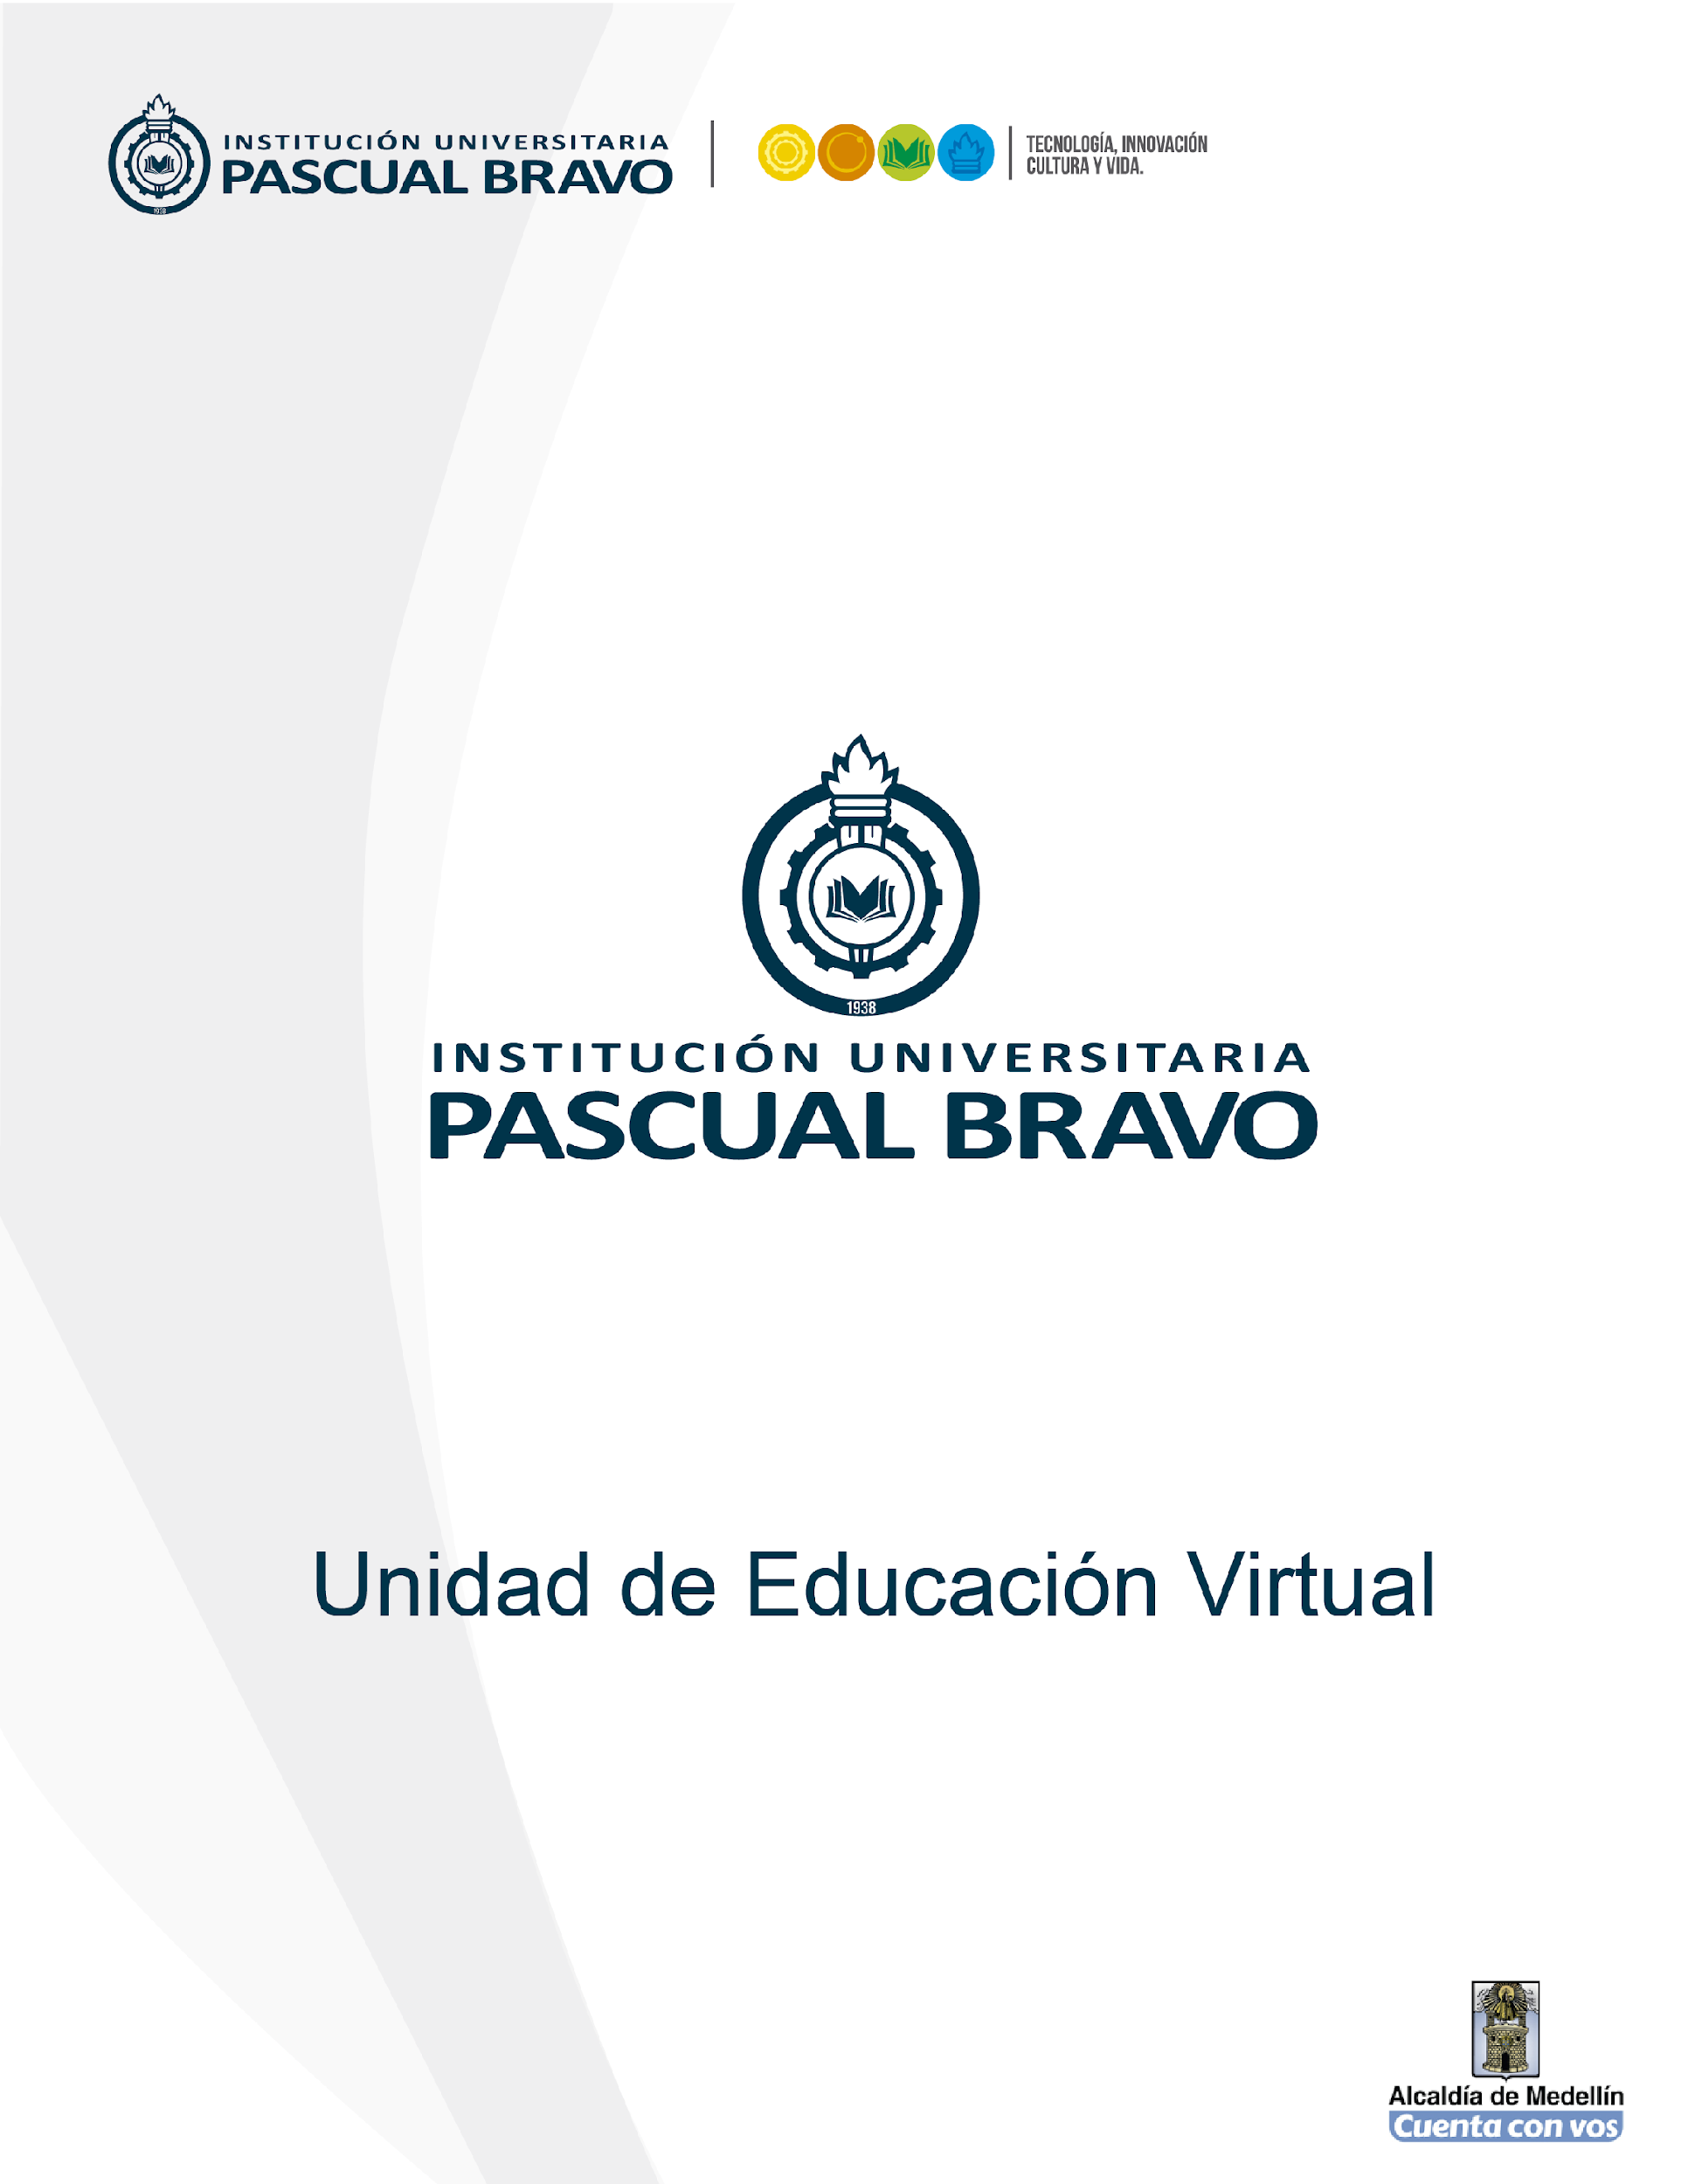 INSTITUCIÓN UNIVERSITARIA
PASCUAL BRAVO
1938
TECNOLOGÍA, INNOVACIÓN
CULTURA Y VIDA.
1938
INSTITUCIÓN UNIVERSITARIA
PASCUAL BRAVO
Unidad de Educación Virtual
Alcaldía de Medellín
Cuenta con vos